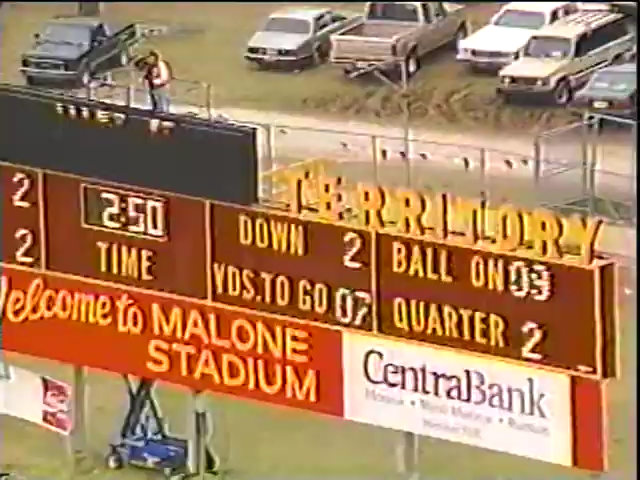 TERRITORY
2 2:50 DOWN 2 BALL ON 09
2 TIME YDS.TO GO 07 QUARTER 2
Welcome to MALONE
STADIUM
CentralBank